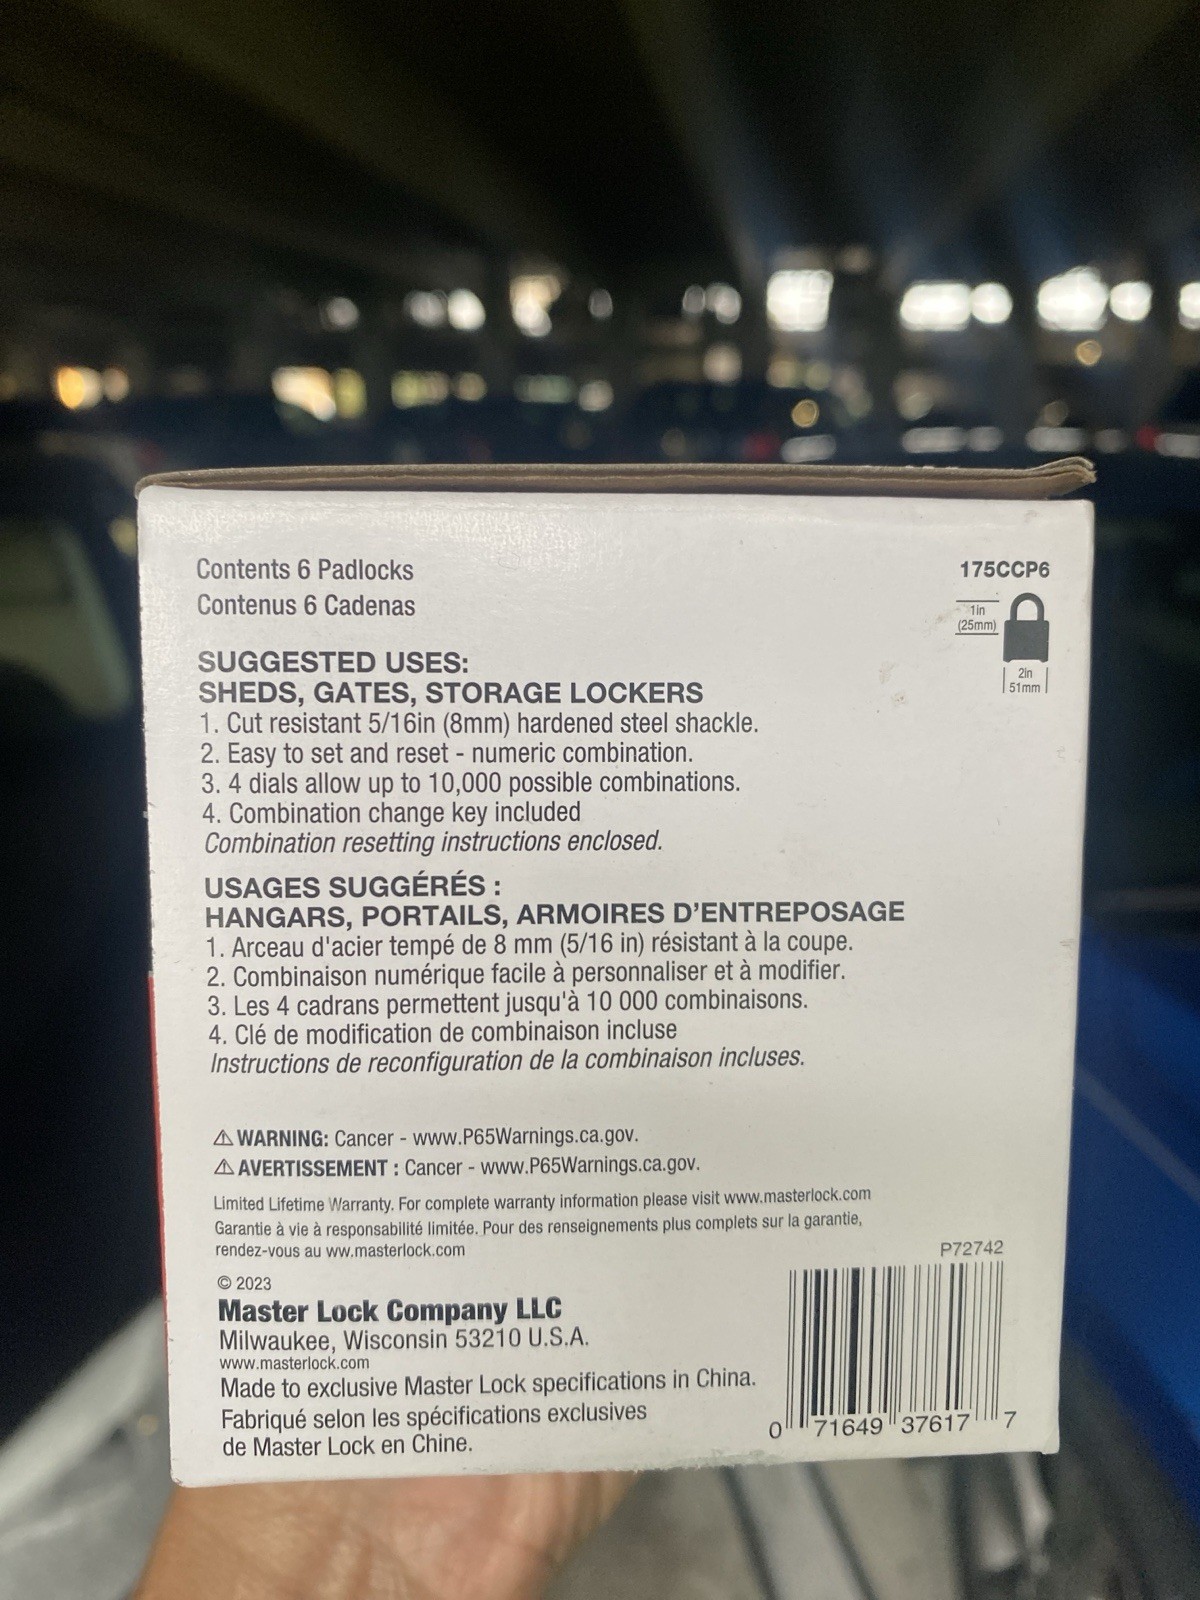 Contents 6 Padlocks
Contenus 6 Cadenas
175CCP6
1in
(25mm)
2in
51mm
SUGGESTED USES:
SHEDS, GATES, STORAGE LOCKERS
1. Cut resistant 5/16in (8mm) hardened steel shackle.
2. Easy to set and reset - numeric combination.
3. 4 dials allow up to 10,000 possible combinations.
4. Combination change key included
Combination resetting instructions enclosed.
USAGES SUGGÉRÉS :
HANGARS, PORTAILS, ARMOIRES D'ENTREPOSAGE
1. Arceau d'acier tempé de 8 mm (5/16 in) résistant à la coupe.
2. Combinaison numérique facile à personnaliser et à modifier.
3. Les 4 cadrans permettent jusqu'à 10 000 combinaisons.
4. Clé de modification de combinaison incluse
Instructions de reconfiguration de la combinaison incluses.
⚠ WARNING: Cancer - www.P65Warnings.ca.gov.
⚠ AVERTISSEMENT : Cancer - www.P65Warnings.ca.gov.
Limited Lifetime Warranty. For complete warranty information please visit www.masterlock.com
Garantie à vie à responsabilité limitée. Pour des renseignements plus complets sur la garantie,
rendez-vous au ww.masterlock.com
© 2023
Master Lock Company LLC
Milwaukee, Wisconsin 53210 U.S.A.
www.masterlock.com
Made to exclusive Master Lock specifications in China.
Fabriqué selon les spécifications exclusives
de Master Lock en Chine.
P72742
0 71649 37617 7